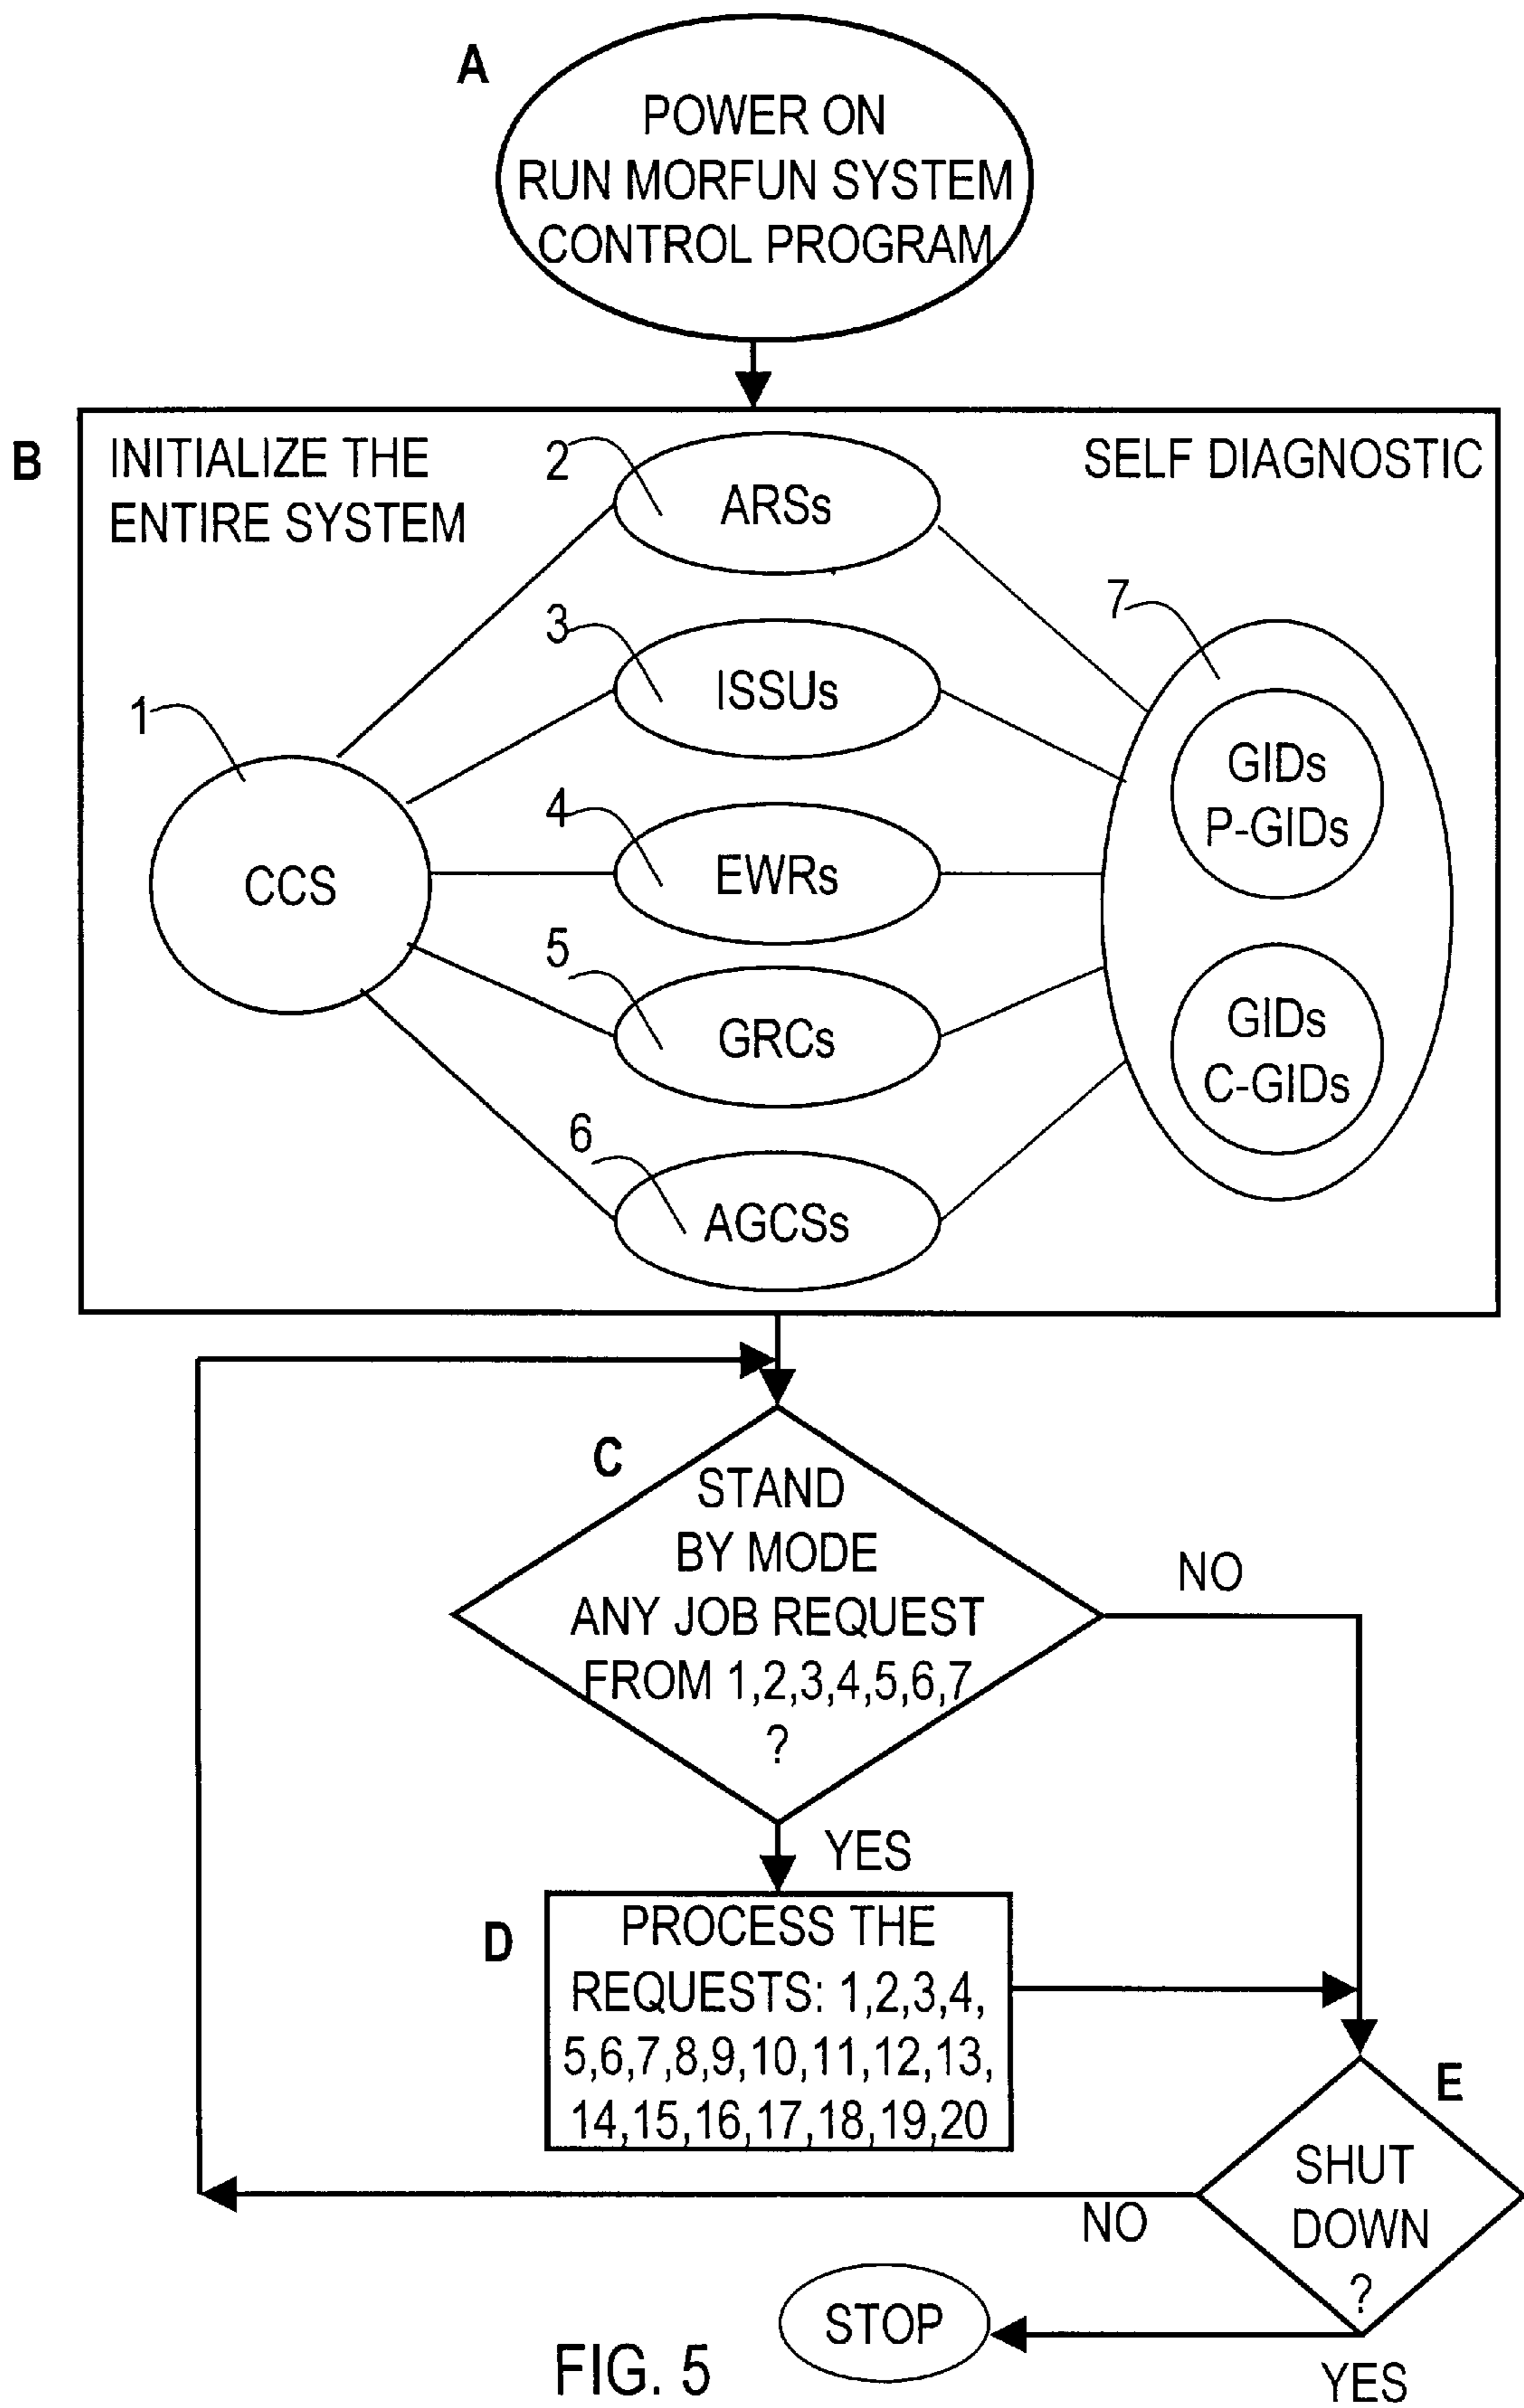 A
POWER ON
RUN MORFUN SYSTEM
CONTROL PROGRAM
B
INITIALIZE THE
ENTIRE SYSTEM
SELF DIAGNOSTIC
2
ARSs
3
ISSUs
7
1
GIDs
P-GIDs
4
EWRs
CCS
5
GRCs
GIDs
C-GIDs
6
AGCSs
C
STAND
BY MODE
ANY JOB REQUEST
FROM 1,2,3,4,5,6,7
?
NO
YES
D
PROCESS THE
REQUESTS: 1,2,3,4,
5,6,7,8,9,10,11,12,13,
14,15,16,17,18,19,20
E
SHUT
DOWN
?
NO
STOP
YES
FIG. 5